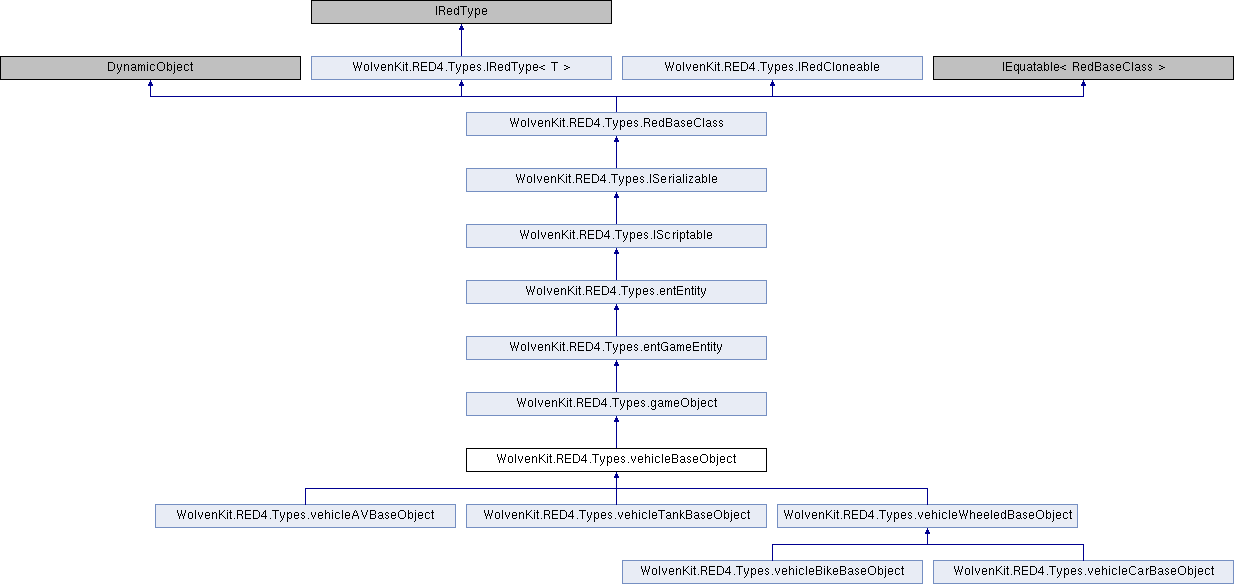 IRedType
DynamicObject
WolvenKit.RED4.Types.IRedType< T >
WolvenKit.RED4.Types.IRedCloneable
IEquatable< RedBaseClass >
WolvenKit.RED4.Types.RedBaseClass
WolvenKit.RED4.Types.ISerializable
WolvenKit.RED4.Types.IScriptable
WolvenKit.RED4.Types.entEntity
WolvenKit.RED4.Types.entGameEntity
WolvenKit.RED4.Types.gameObject
WolvenKit.RED4.Types.vehicleBaseObject
WolvenKit.RED4.Types.vehicleAVBaseObject
WolvenKit.RED4.Types.vehicleTankBaseObject
WolvenKit.RED4.Types.vehicleWheeledBaseObject
WolvenKit.RED4.Types.vehicleBikeBaseObject
WolvenKit.RED4.Types.vehicleCarBaseObject